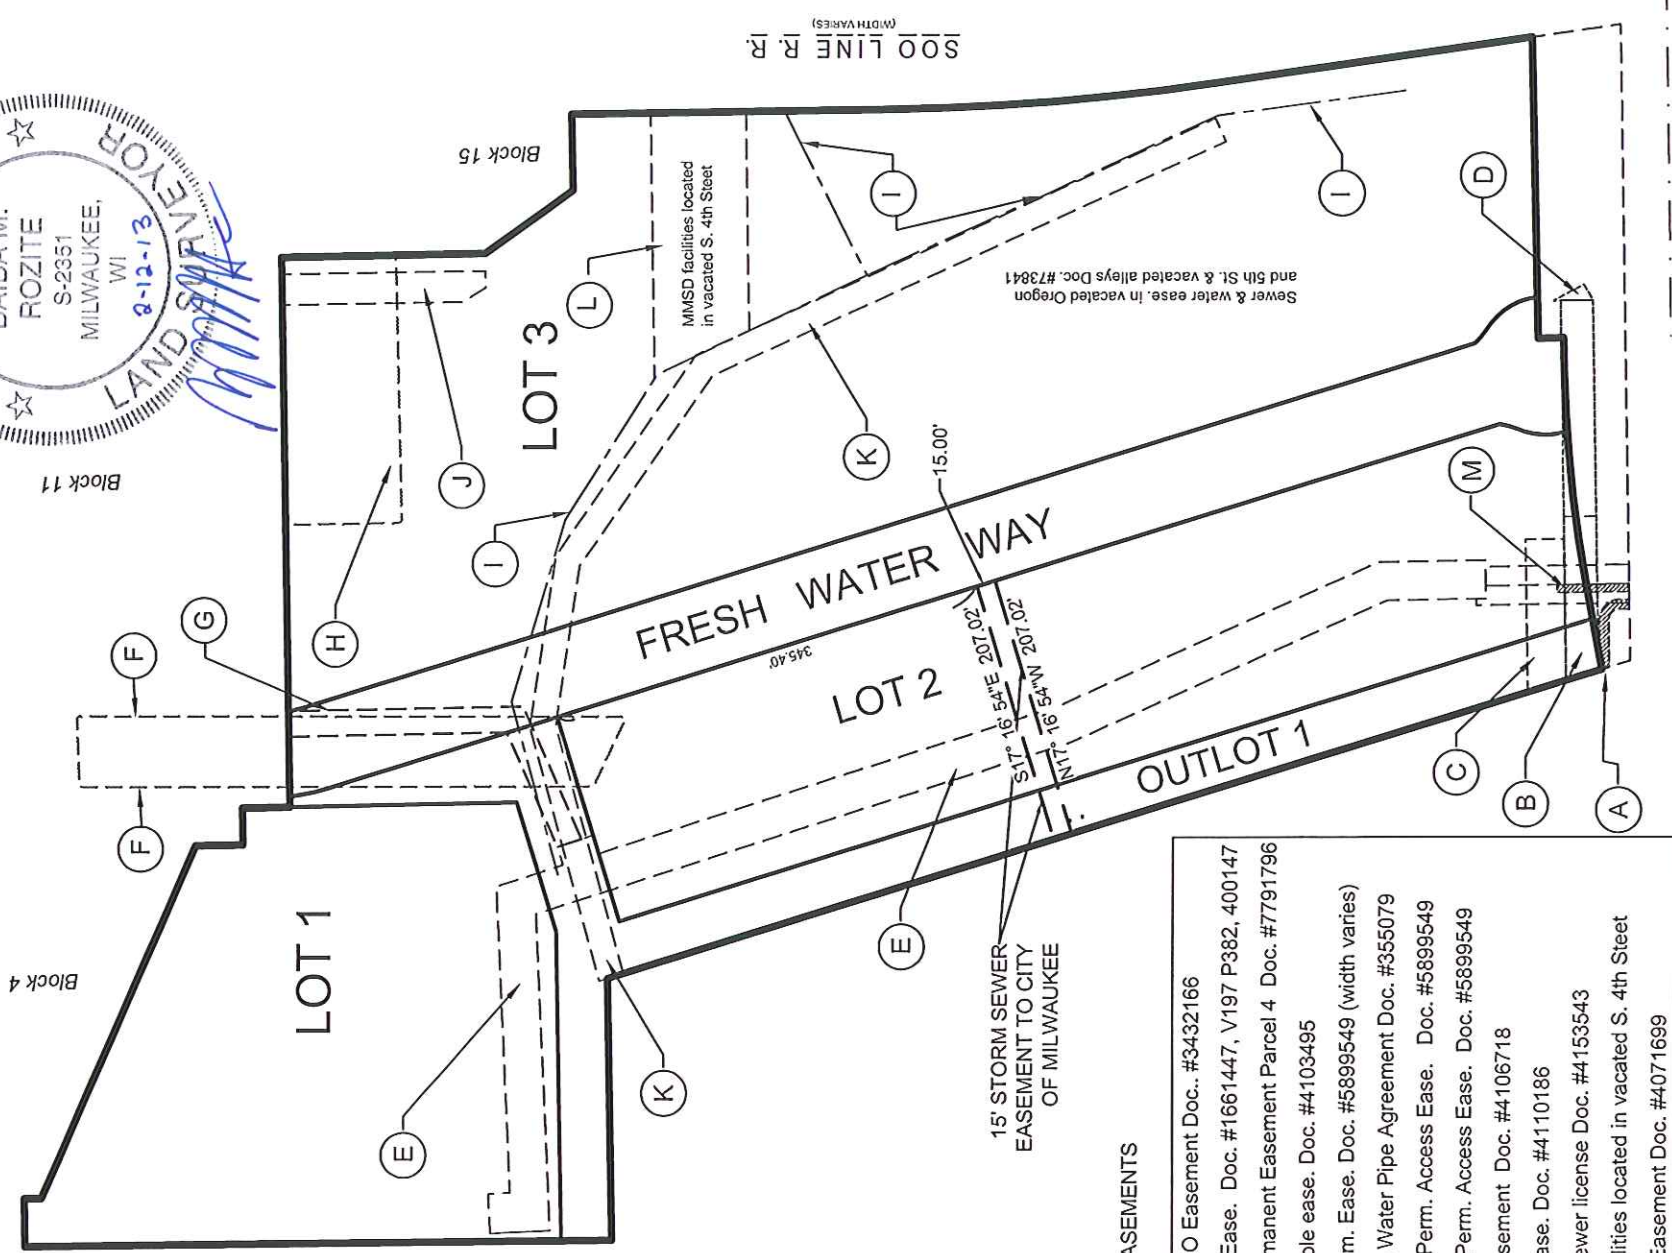 ROZITE
S-2351
MILWAUKEE,
WI
2-12-13
LAND SURVEYOR
SOO LINE R. R.
(WIDTH VARIES)
Block 15
Block 11
Block 4
LOT 3
L
MMSD facilities located
in vacated S. 4th Steet
I
I
D
J
H
I
K
Sewer & water ease. in vacated Oregon
and 5th St. & vacated alleys Doc. #73841
G
F
F
15.00'
FRESH WATER WAY
345.40'
M
LOT 2
S17° 16' 54"E 207.02'
N17° 16' 54"W 207.02'
OUTLOT 1
LOT 1
E
E
K
C
B
A
15' STORM SEWER
EASEMENT TO CITY
OF MILWAUKEE
ASEMENTS
O Easement Doc.. #3432166
Ease. Doc. #1661447, V197 P382, 400147
manent Easement Parcel 4 Doc. #7791796
ole ease. Doc. #4103495
m. Ease. Doc. #5899549 (width varies)
Water Pipe Agreement Doc. #355079
Perm. Access Ease. Doc. #5899549
Perm. Access Ease. Doc. #5899549
sement Doc. #4106718
ase. Doc. #4110186
ewer license Doc. #4153543
lities located in vacated S. 4th Steet
Easement Doc. #4071699